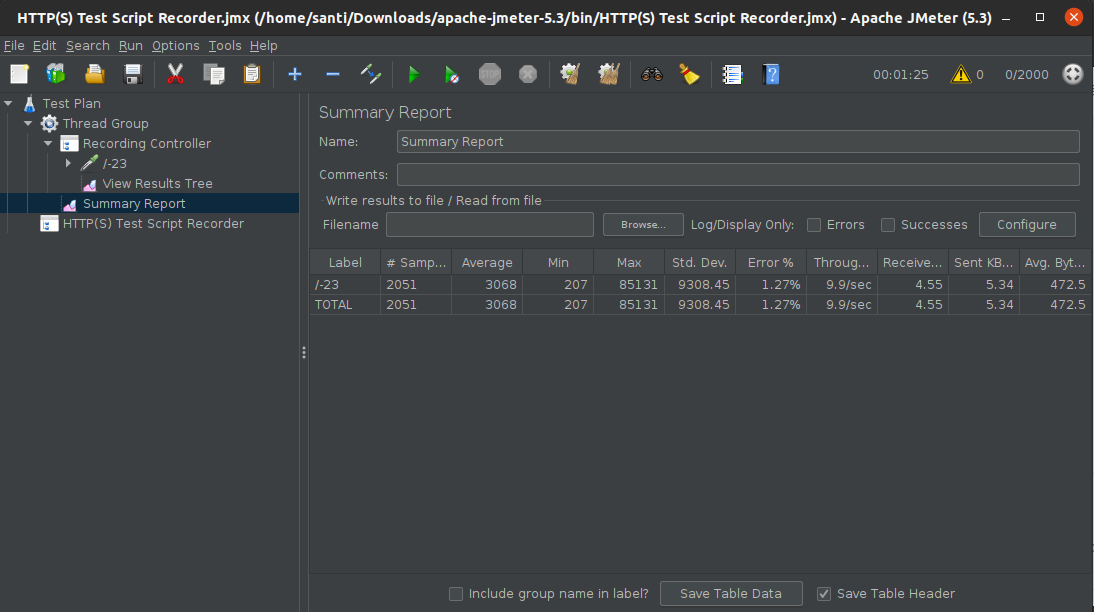 HTTP(S) Test Script Recorder.jmx (/home/santi/Downloads/apache-jmeter-5.3/bin/HTTP(S) Test Script Recorder.jmx) - Apache JMeter (5.3)
File Edit Search Run Options Tools Help
STOP 00:01:25 0 0/2000
Test Plan
Thread Group
Recording Controller
/-23
View Results Tree
Summary Report
HTTP(S) Test Script Recorder
Summary Report
Name: Summary Report
Comments:
Write results to file / Read from file
Filename Browse... Log/Display Only: Errors Successes Configure
Label # Samp... Average Min Max Std. Dev. Error % Throug... Receive... Sent KB... Avg. Byt...
/-23 2051 3068 207 85131 9308.45 1.27% 9.9/sec 4.55 5.34 472.5
TOTAL 2051 3068 207 85131 9308.45 1.27% 9.9/sec 4.55 5.34 472.5
Include group name in label? Save Table Data Save Table Header